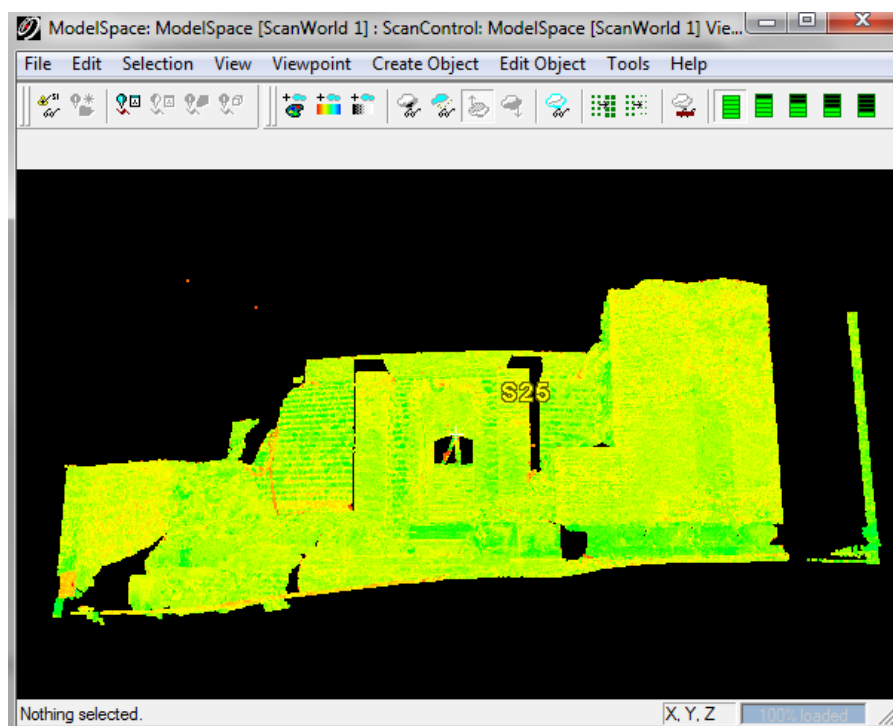 ModelSpace: ModelSpace [ScanWorld 1] : ScanControl: ModelSpace [ScanWorld 1] Vie...
File Edit Selection View Viewpoint Create Object Edit Object Tools Help
S25
Nothing selected. X, Y, Z 100% loaded